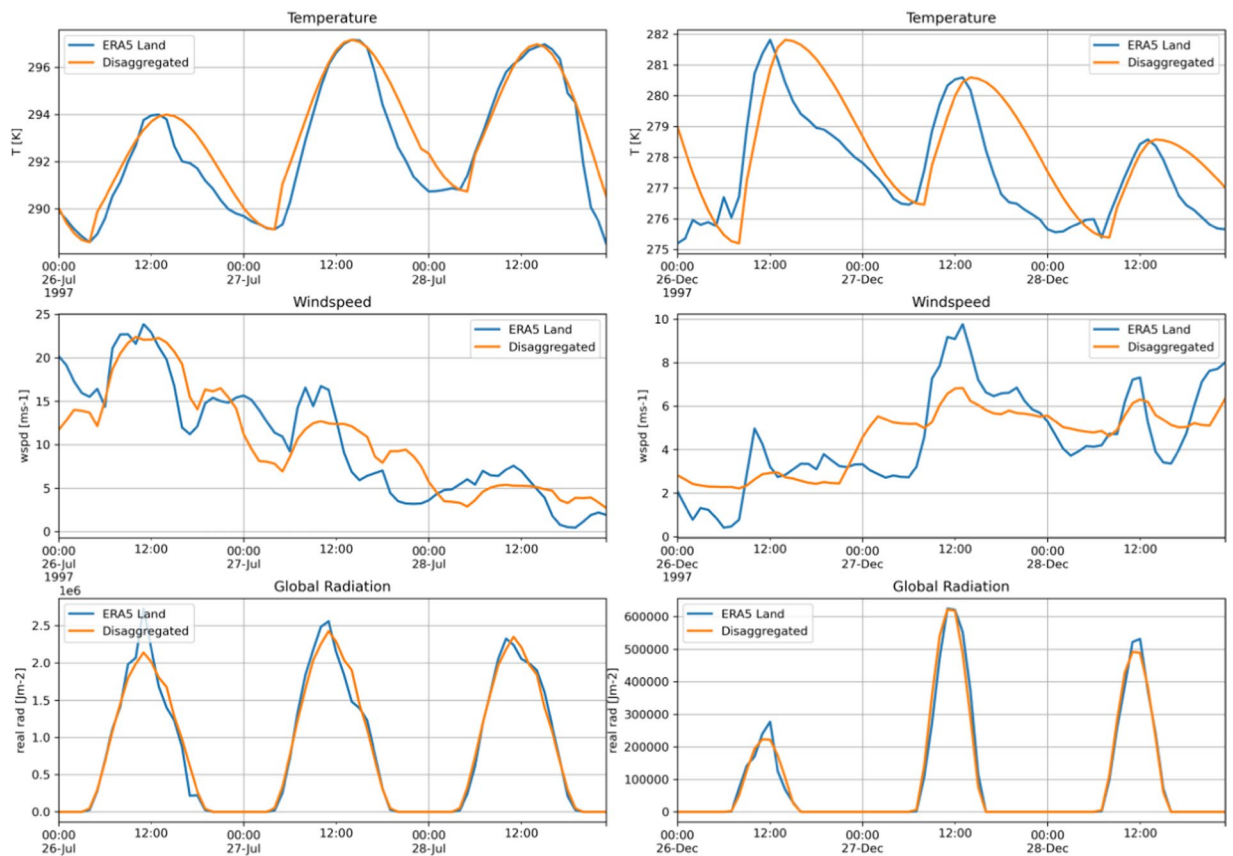 Temperature
T [K]
ERA5 Land
Disaggregated
296
294
292
290
00:00
26-Jul
1997
12:00
00:00
27-Jul
12:00
00:00
28-Jul
12:00
Temperature
T [K]
ERA5 Land
Disaggregated
282
281
280
279
278
277
276
275
00:00
26-Dec
1997
12:00
00:00
27-Dec
12:00
00:00
28-Dec
12:00
Windspeed
wspd [ms-1]
ERA5 Land
Disaggregated
25
20
15
10
5
0
00:00
26-Jul
1997
12:00
00:00
27-Jul
12:00
00:00
28-Jul
12:00
Windspeed
wspd [ms-1]
ERA5 Land
Disaggregated
10
8
6
4
2
0
00:00
26-Dec
1997
12:00
00:00
27-Dec
12:00
00:00
28-Dec
12:00
Global Radiation
1e6
real rad [Jm-2]
ERA5 Land
Disaggregated
2.5
2.0
1.5
1.0
0.5
0.0
00:00
26-Jul
12:00
00:00
27-Jul
12:00
00:00
28-Jul
12:00
Global Radiation
real rad [Jm-2]
ERA5 Land
Disaggregated
600000
500000
400000
300000
200000
100000
0
00:00
26-Dec
12:00
00:00
27-Dec
12:00
00:00
28-Dec
12:00